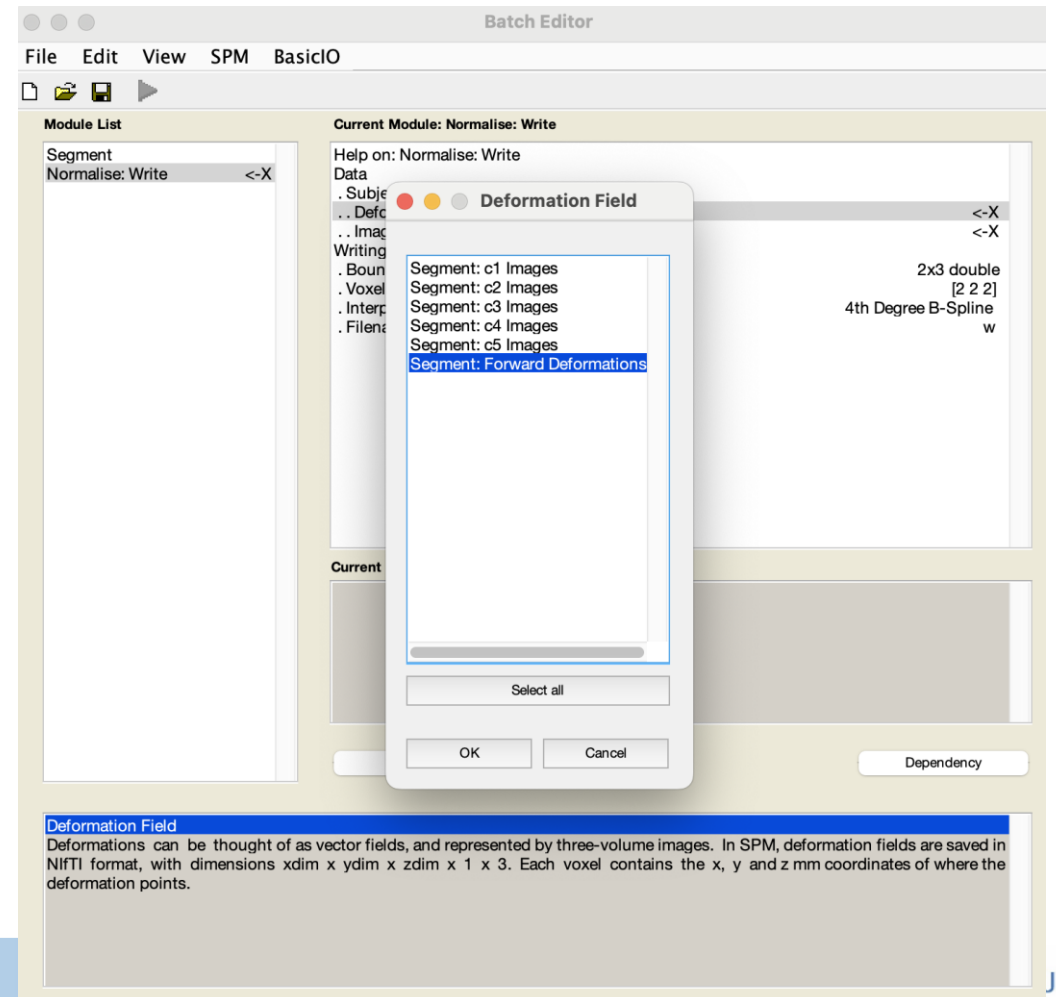 Batch Editor
File Edit View SPM BasicIO
Module List
Current Module: Normalise: Write
Segment
Normalise: Write <-X
Help on: Normalise: Write
Data
. Subje
. . Defo <-X
. . Imag <-X
Writing
. Boun 2x3 double
. Voxel [2 2 2]
. Interp 4th Degree B-Spline
. Filena w
Deformation Field
Segment: c1 Images
Segment: c2 Images
Segment: c3 Images
Segment: c4 Images
Segment: c5 Images
Segment: Forward Deformations
Current
Select all
OK Cancel
Dependency
Deformation Field
Deformations can be thought of as vector fields, and represented by three-volume images. In SPM, deformation fields are saved in
NIfTI format, with dimensions xdim x ydim x zdim x 1 x 3. Each voxel contains the x, y and z mm coordinates of where the
deformation points.